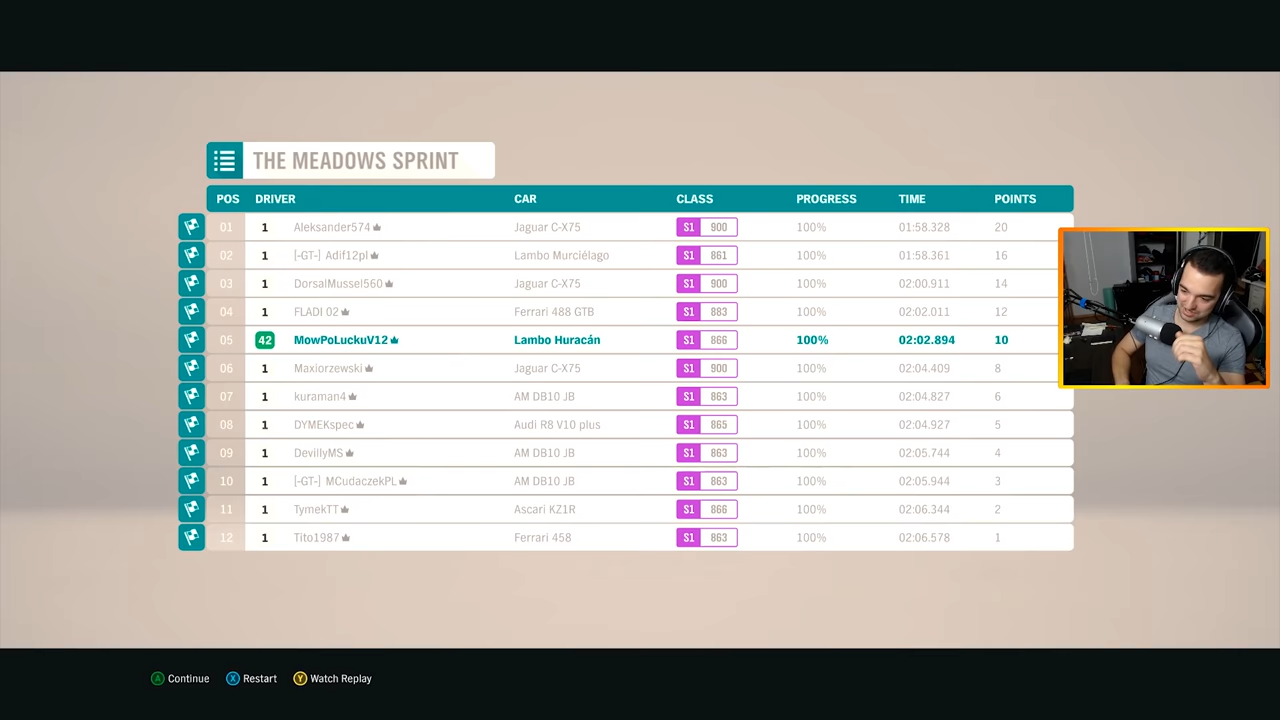 THE MEADOWS SPRINT
POS DRIVER CAR CLASS PROGRESS TIME POINTS
01 1 Aleksander574 Jaguar C-X75 S1 900 100% 01:58.328 20
02 1 [-GT-] Adif12pl Lambo Murciélago S1 861 100% 01:58.361 16
03 1 DorsalMussel560 Jaguar C-X75 S1 900 100% 02:00.911 14
04 1 FLADI 02 Ferrari 488 GTB S1 883 100% 02:02.011 12
05 42 MowPoLuckuV12 Lambo Huracán S1 866 100% 02:02.894 10
06 1 Maxiorzewski Jaguar C-X75 S1 900 100% 02:04.409 8
07 1 kuraman4 AM DB10 JB S1 863 100% 02:04.827 6
08 1 DYMEKspec Audi R8 V10 plus S1 865 100% 02:04.927 5
09 1 DevillyMS AM DB10 JB S1 863 100% 02:05.744 4
10 1 [-GT-] MCudaczekPL AM DB10 JB S1 863 100% 02:05.944 3
11 1 TymekTT Ascari KZ1R S1 866 100% 02:06.344 2
12 1 Tito1987 Ferrari 458 S1 863 100% 02:06.578 1
A Continue X Restart Y Watch Replay